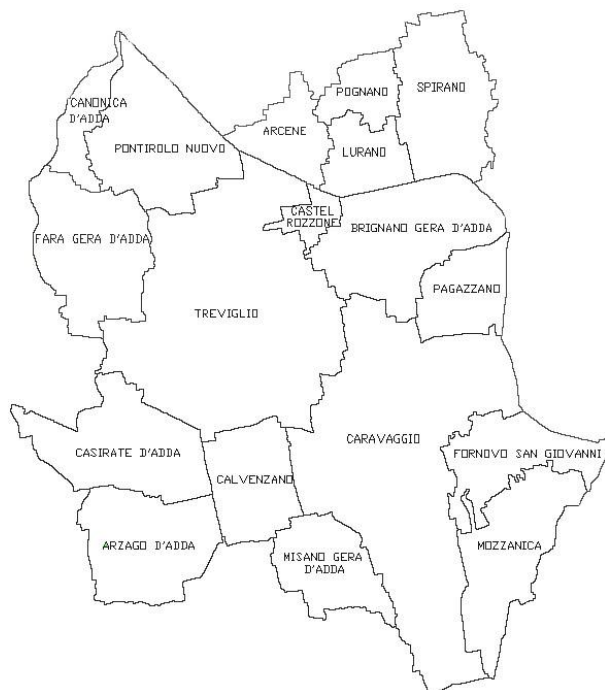 SPIRANO
POGNANO
CANONICA
D'ADDA
ARCENE
PONTIROLO NUOVO
LURANO
CASTEL
ROZZONE
BRIGNANO GERA D'ADDA
FARA GERA D'ADDA
PAGAZZANO
TREVIGLIO
CARAVAGGIO
CASIRATE D'ADDA
FORNOVO SAN GIOVANNI
CALVENZANO
ARZAGO D'ADDA
MOZZANICA
MISANO GERA
D'ADDA